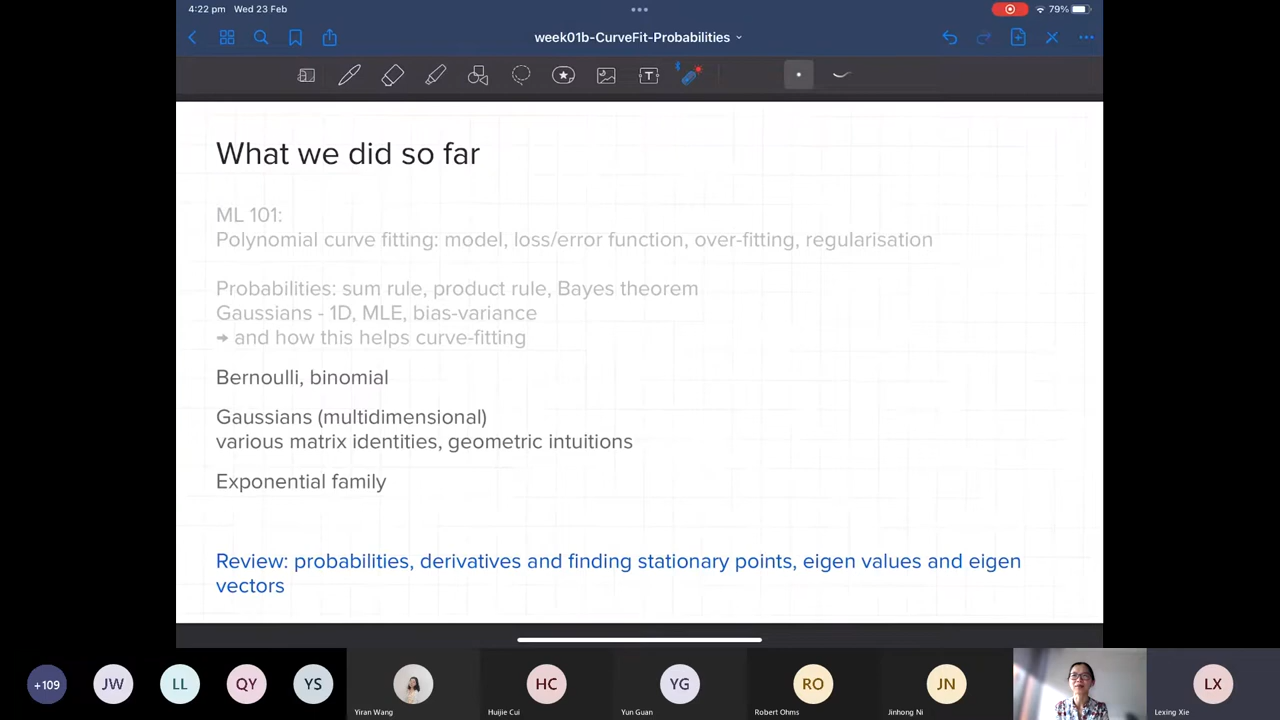 4:22 pm Wed 23 Feb
79%
week01b-CurveFit-Probabilities
T
What we did so far
ML 101:
Polynomial curve fitting: model, loss/error function, over-fitting, regularisation
Probabilities: sum rule, product rule, Bayes theorem
Gaussians - 1D, MLE, bias-variance
→ and how this helps curve-fitting
Bernoulli, binomial
Gaussians (multidimensional)
various matrix identities, geometric intuitions
Exponential family
Review: probabilities, derivatives and finding stationary points, eigen values and eigen
vectors
+109 JW LL QY YS HC YG RO JN LX
Yiran Wang Huijie Cui Yun Guan Robert Ohms Jinhong Ni Lexing Xie